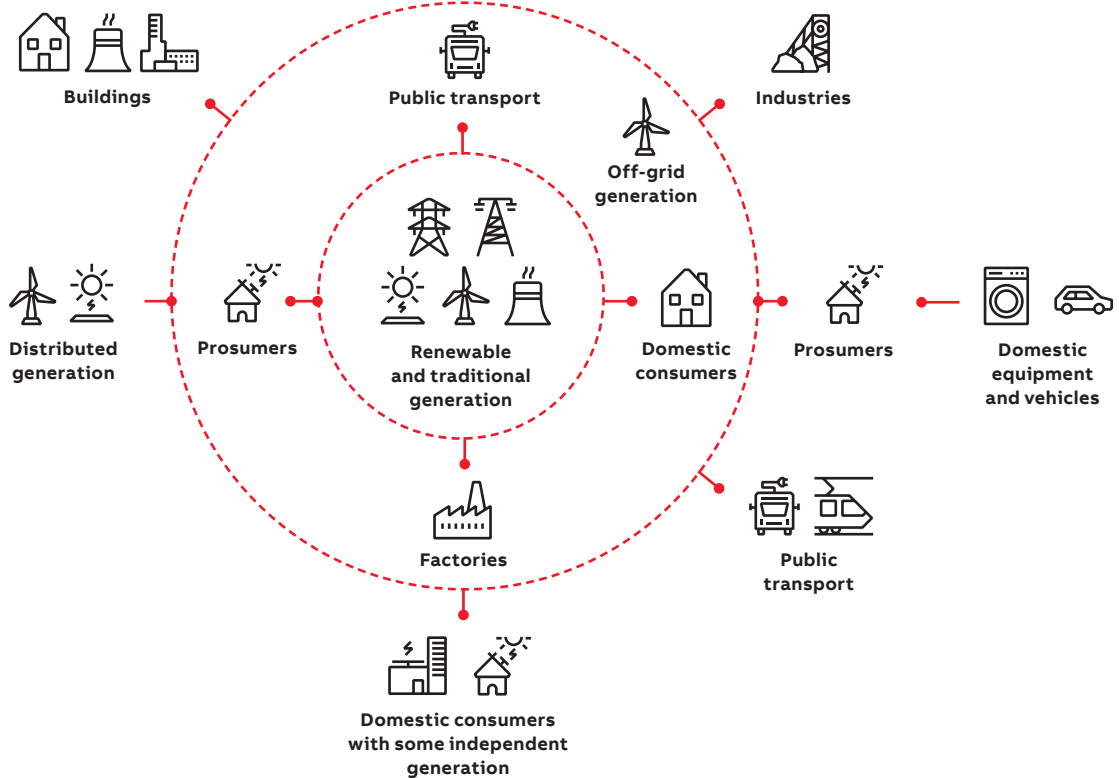 Buildings
Public transport
Industries
Off-grid
generation
Distributed
generation
Prosumers
Renewable
and traditional
generation
Domestic
consumers
Prosumers
Domestic
equipment
and vehicles
Factories
Public
transport
Domestic consumers
with some independent
generation